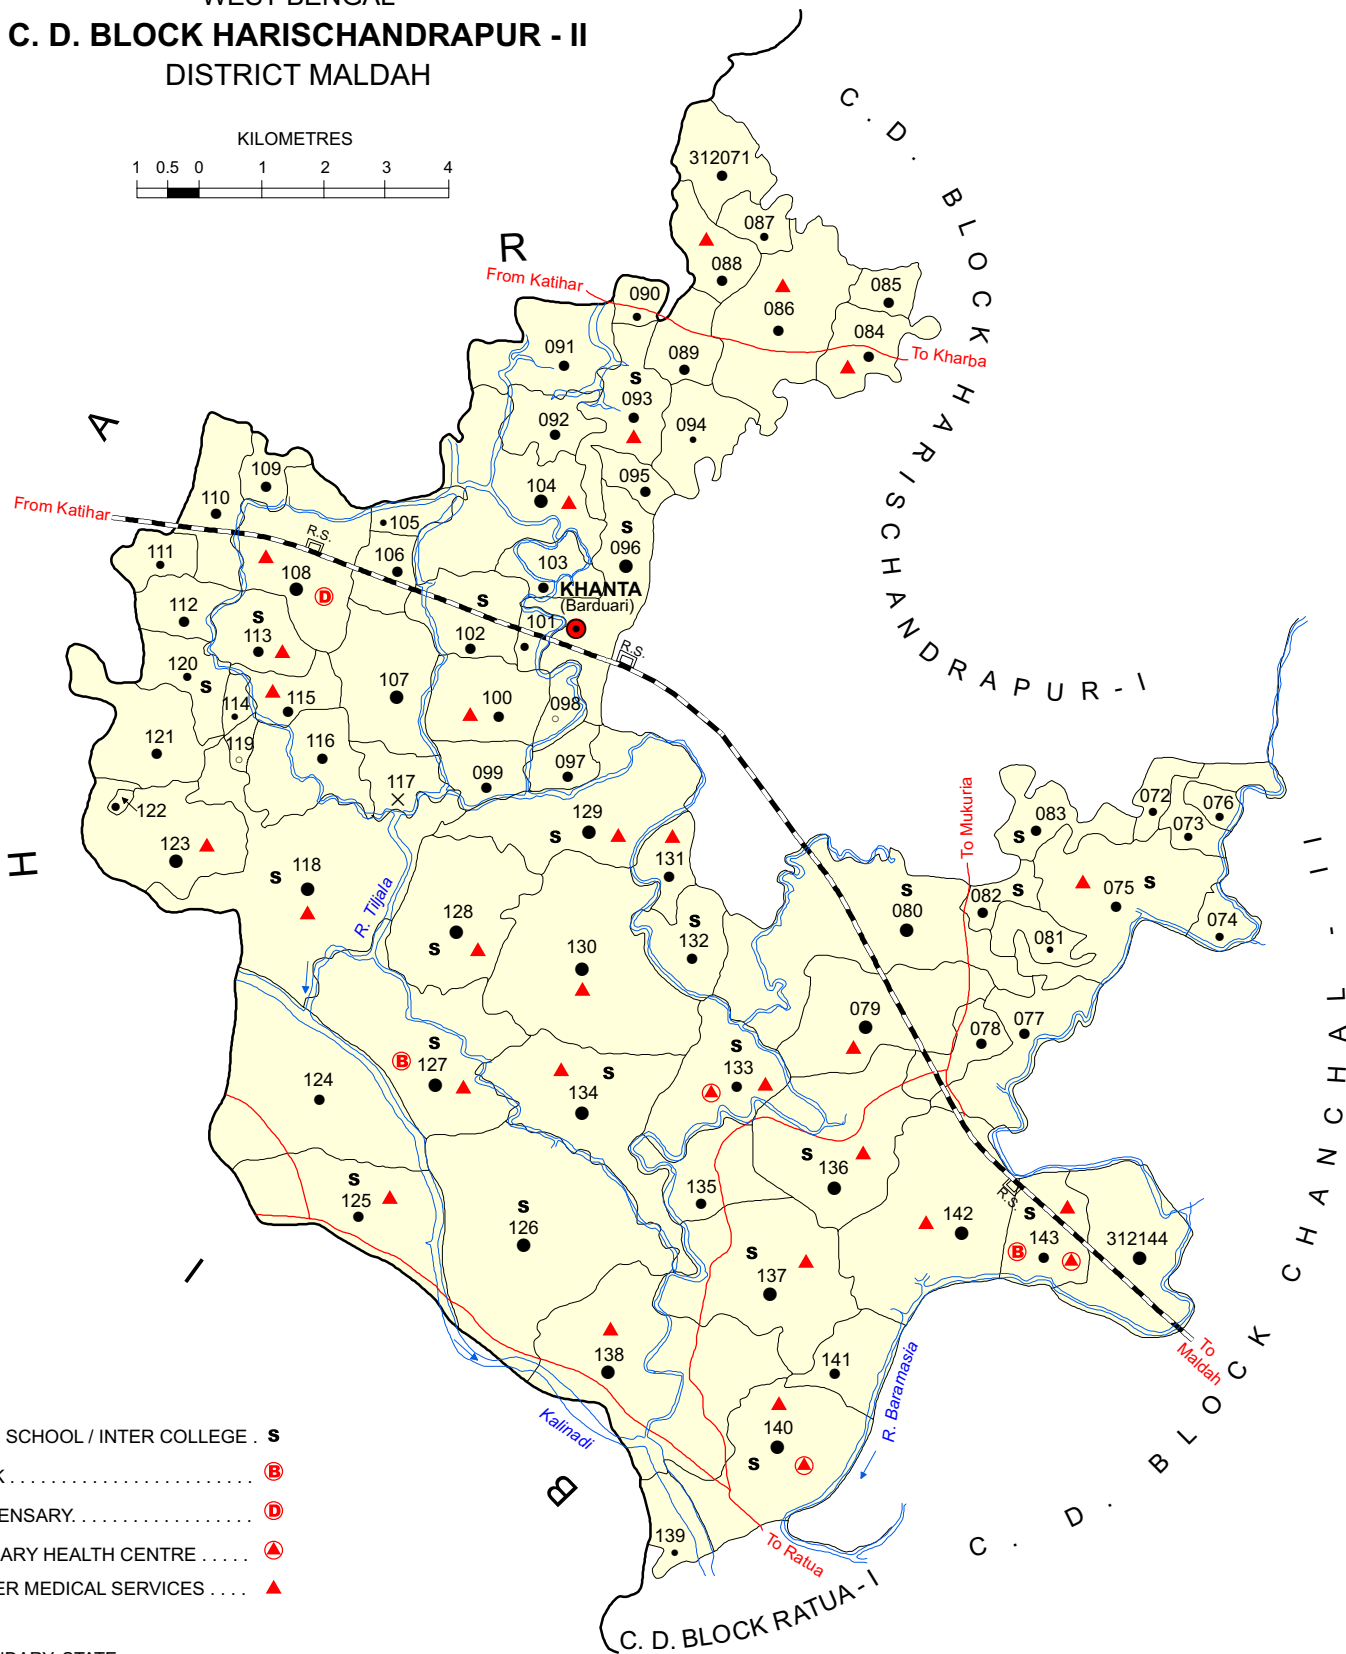 WEST BENGAL
C. D. BLOCK HARISCHANDRAPUR - II
DISTRICT MALDAH
KILOMETRES
1 0.5 0 1 2 3 4
C. D. BLOCK HARISCHANDRAPUR-I
312071
087
R
088
From Katihar
090
086
085
084
091
089
To Kharba
S
093
A
092
094
109
095
104
110
From Katihar
105
S
R.S.
096
111
106
103
108
D
KHANTA
(Barduari)
112
S
S
113
102
101
R.S.
120
S
107
114
115
100
098
121
119
116
117
099
097
122
129
S
072
076
083
073
S
To Mukuria
123
H
118
S
131
S
080
082
S
075
S
R. Tiljala
128
S
S
132
074
130
081
079
078
077
S
127
B
S
133
124
S
134
S
136
S
125
135
R.S.
S
126
142
S
143
B
312144
S
137
I
C. D. BLOCK CHANCHAL - II
138
141
To
Maldah
R. Baramasia
Kalinadi
140
S
B
SCHOOL / INTER COLLEGE . S
K . . . . . . . . . . . . . . . . . . . . . . . . B
ENSARY. . . . . . . . . . . . . . . . . D
ARY HEALTH CENTRE . . . . .
ER MEDICAL SERVICES . . . .
139
To Ratua
C. D. BLOCK RATUA-I